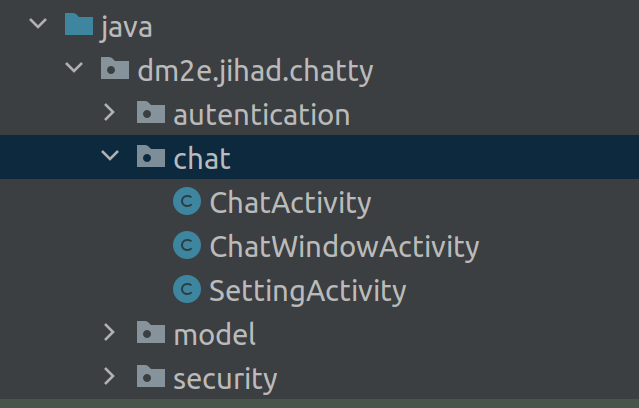 java
dm2e.jihad.chatty
autentication
chat
C ChatActivity
C ChatWindowActivity
C SettingActivity
model
security